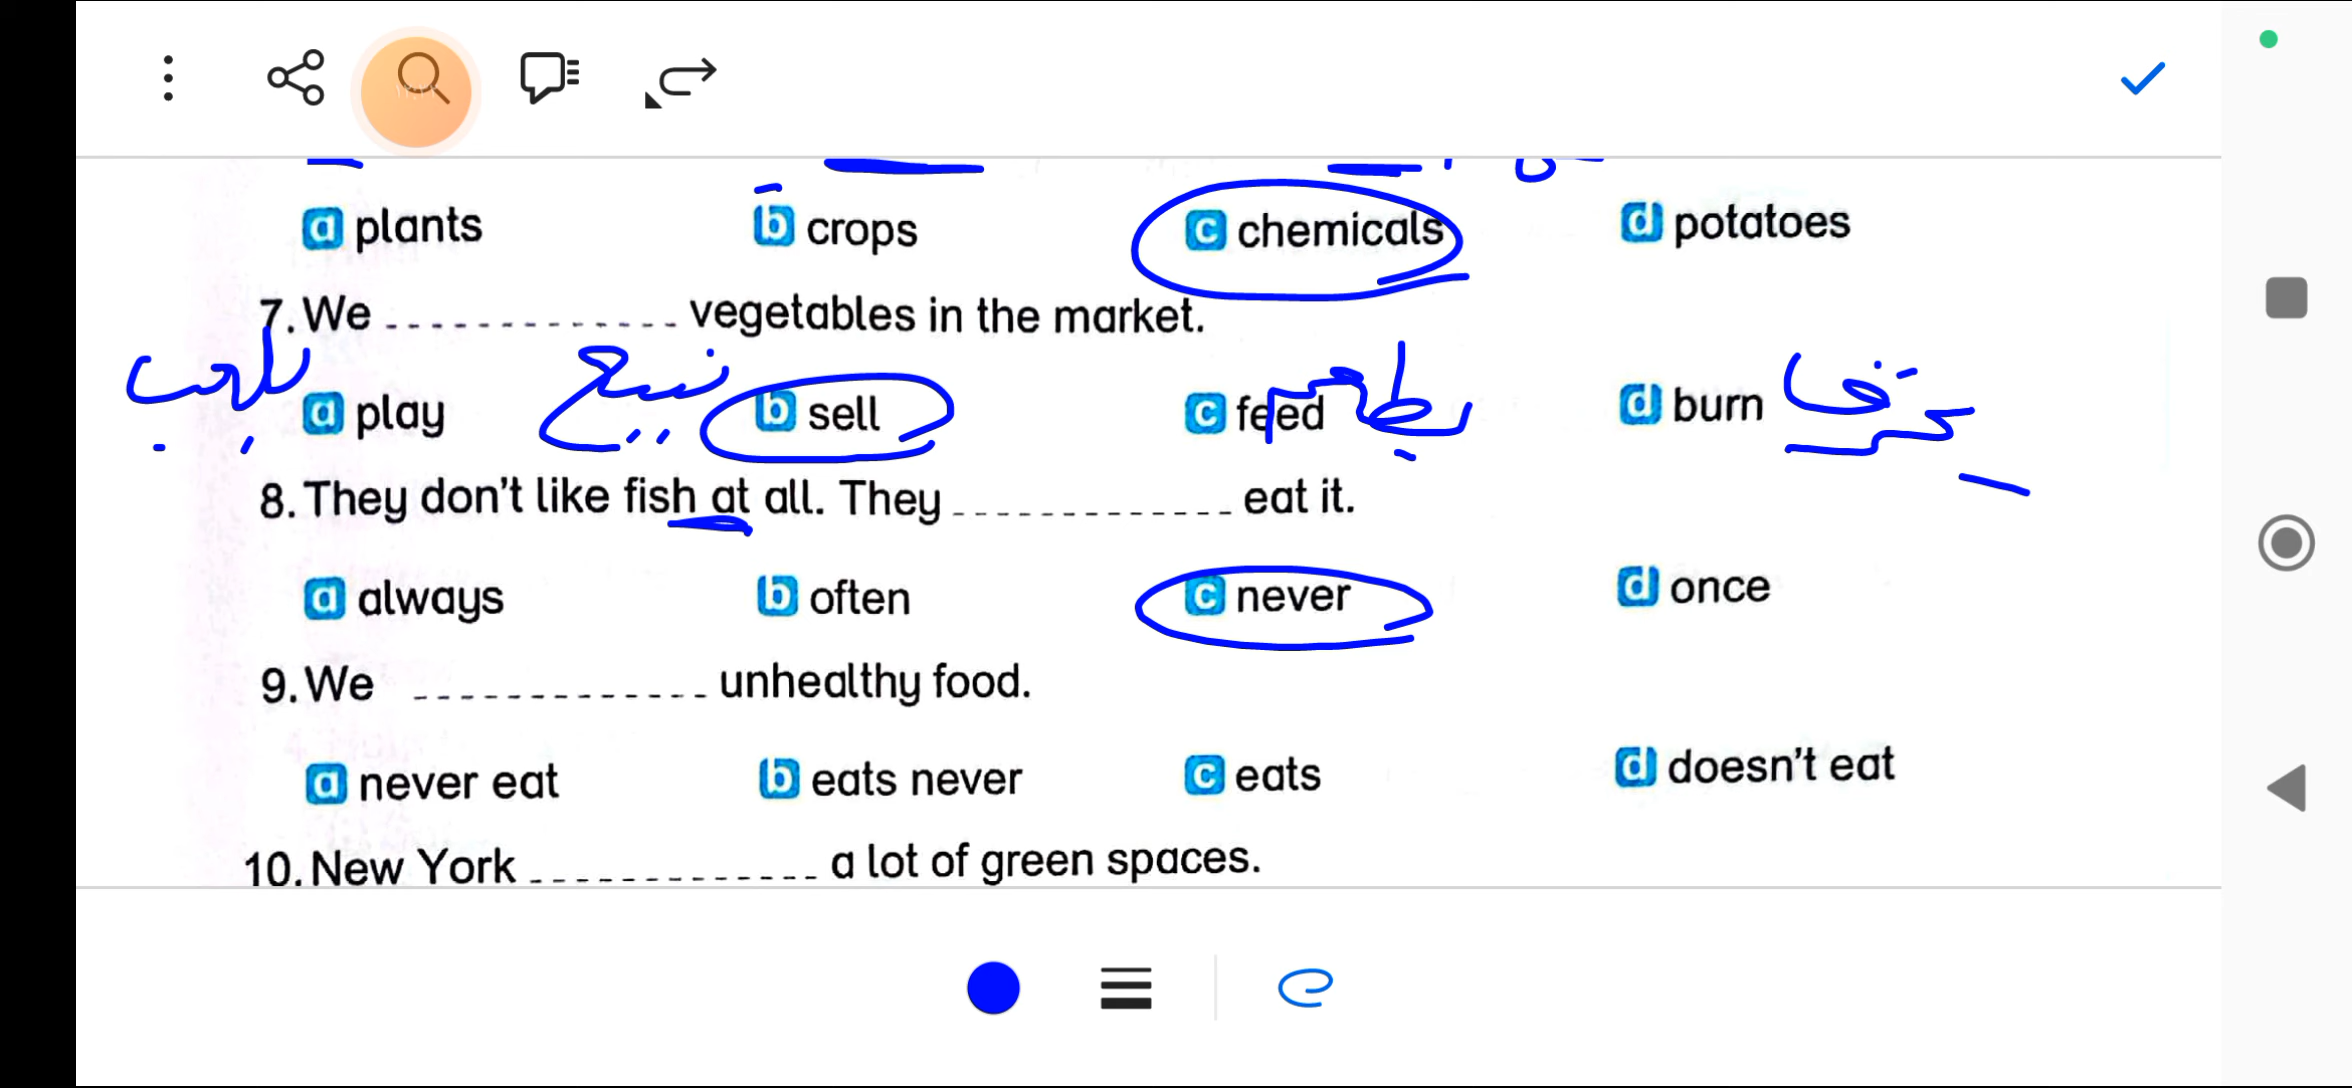 a plants b crops c chemicals d potatoes
7. We ------------- vegetables in the market.
يلعب نبيع يطعم يحترق
a play b sell c feed d burn
8. They don't like fish at all. They ------------- eat it.
a always b often c never d once
9. We ------------- unhealthy food.
a never eat b eats never c eats d doesn't eat
10. New York ------------- a lot of green spaces.